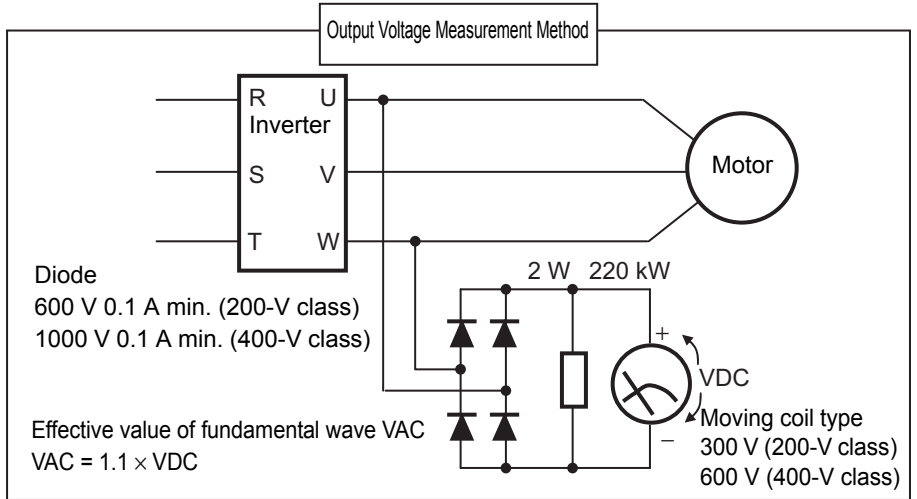 Output Voltage Measurement Method
R U
Inverter
S V
T W
Motor
Diode
600 V 0.1 A min. (200-V class)
1000 V 0.1 A min. (400-V class)
2 W 220 kW
+
VDC
−
Moving coil type
300 V (200-V class)
600 V (400-V class)
Effective value of fundamental wave VAC
VAC = 1.1 × VDC